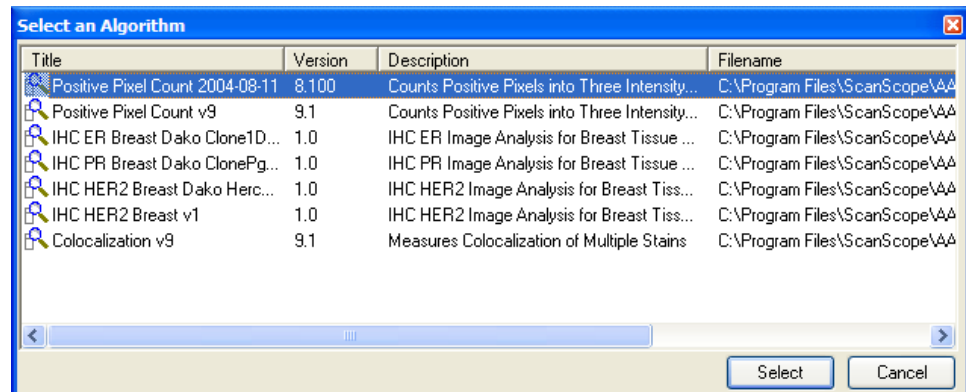 Select an Algorithm
Title Version Description Filename
Positive Pixel Count 2004-08-11 8.100 Counts Positive Pixels into Three Intensity... C:\Program Files\ScanScope\AA
Positive Pixel Count v9 9.1 Counts Positive Pixels into Three Intensity... C:\Program Files\ScanScope\AA
IHC ER Breast Dako Clone1D... 1.0 IHC ER Image Analysis for Breast Tissue ... C:\Program Files\ScanScope\AA
IHC PR Breast Dako ClonePg... 1.0 IHC PR Image Analysis for Breast Tissue ... C:\Program Files\ScanScope\AA
IHC HER2 Breast Dako Herc... 1.0 IHC HER2 Image Analysis for Breast Tiss... C:\Program Files\ScanScope\AA
IHC HER2 Breast v1 1.0 IHC HER2 Image Analysis for Breast Tiss... C:\Program Files\ScanScope\AA
Colocalization v9 9.1 Measures Colocalization of Multiple Stains C:\Program Files\ScanScope\AA
Select Cancel